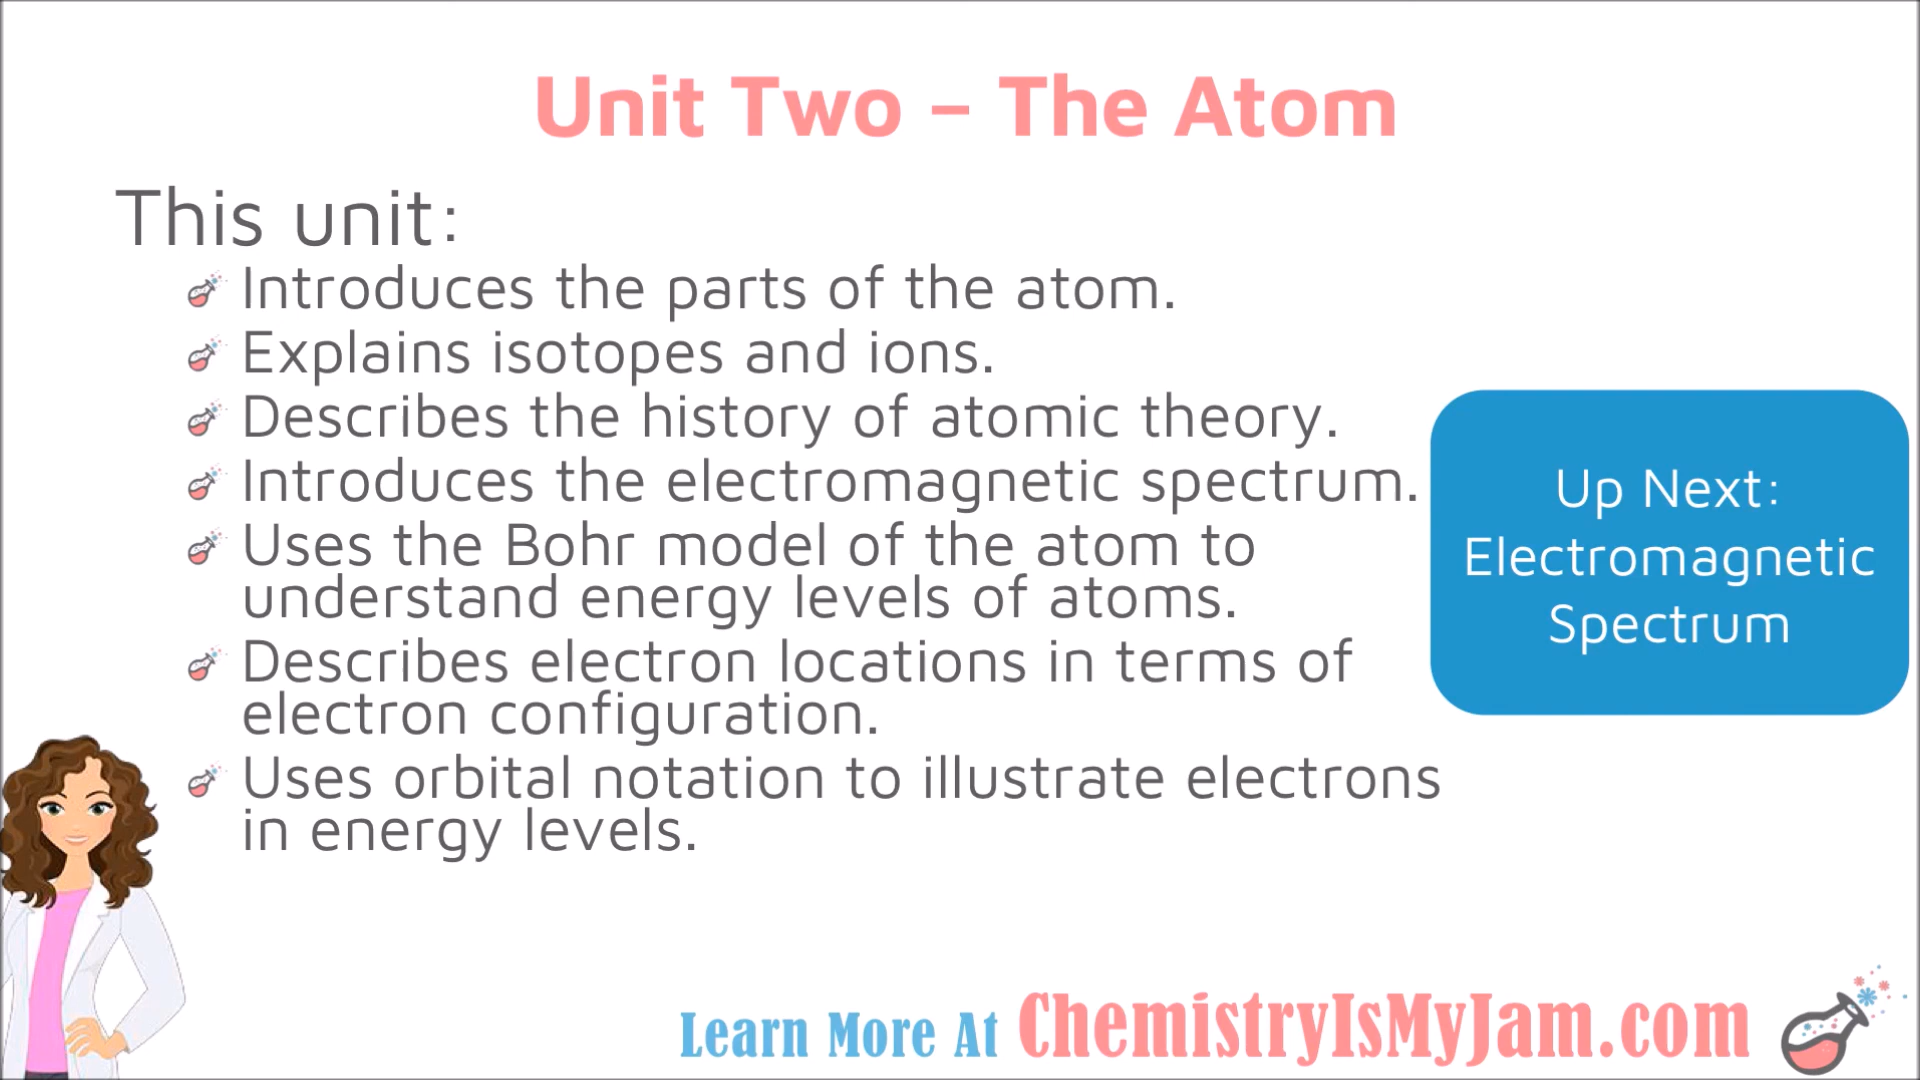 Unit Two – The Atom
This unit:
Introduces the parts of the atom.
Explains isotopes and ions.
Describes the history of atomic theory.
Introduces the electromagnetic spectrum.
Uses the Bohr model of the atom to
understand energy levels of atoms.
Describes electron locations in terms of
electron configuration.
Uses orbital notation to illustrate electrons
in energy levels.
Up Next:
Electromagnetic
Spectrum
Learn More At ChemistryIsMyJam.com